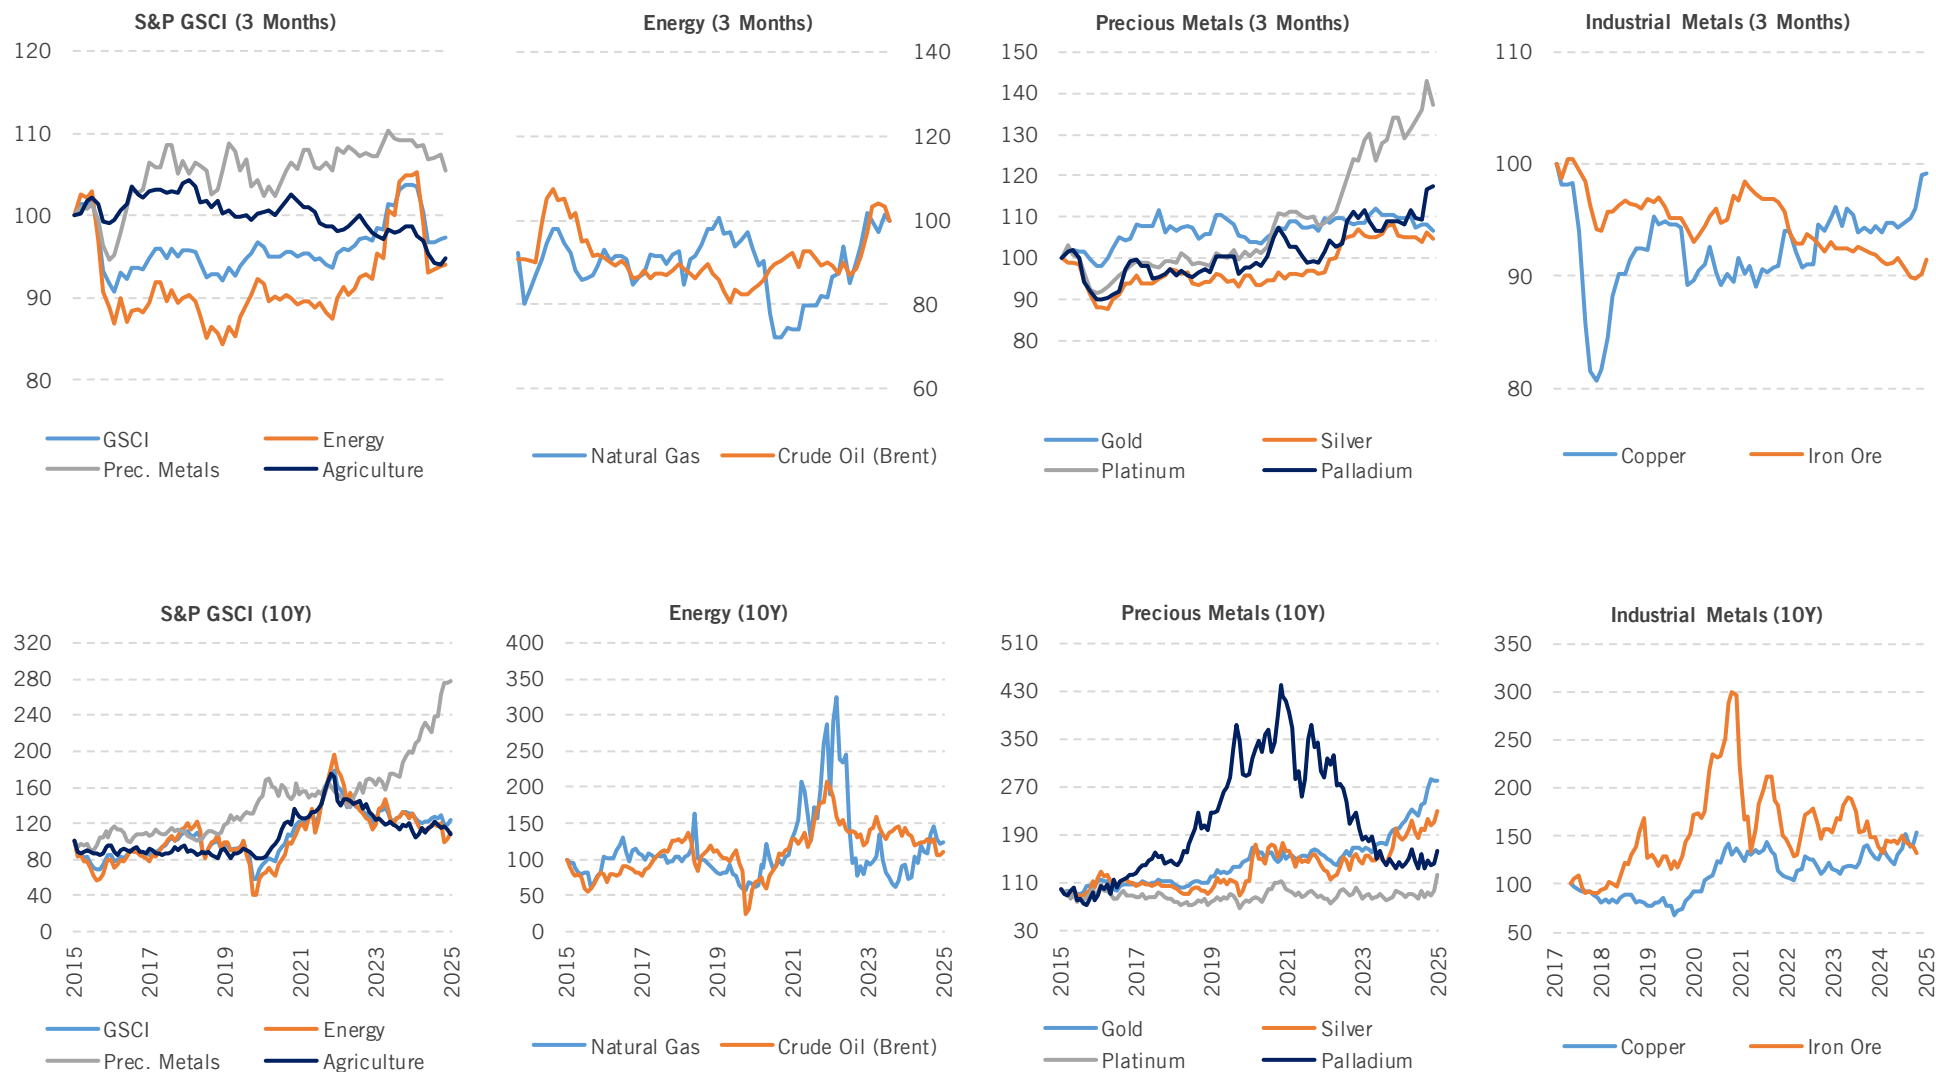 S&P GSCI (3 Months)
120
110
100
90
80
GSCI
Energy
Prec. Metals
Agriculture
Energy (3 Months)
140
120
100
80
60
Natural Gas
Crude Oil (Brent)
Precious Metals (3 Months)
150
140
130
120
110
100
90
80
Gold
Silver
Platinum
Palladium
Industrial Metals (3 Months)
110
100
90
80
Copper
Iron Ore
S&P GSCI (10Y)
320
280
240
200
160
120
80
40
0
2015
2017
2019
2021
2023
2025
GSCI
Energy
Prec. Metals
Agriculture
Energy (10Y)
400
350
300
250
200
150
100
50
0
2015
2017
2019
2021
2023
2025
Natural Gas
Crude Oil (Brent)
Precious Metals (10Y)
510
430
350
270
190
110
30
2015
2017
2019
2021
2023
2025
Gold
Silver
Platinum
Palladium
Industrial Metals (10Y)
350
300
250
200
150
100
50
2017
2018
2019
2020
2021
2022
2023
2024
2025
Copper
Iron Ore